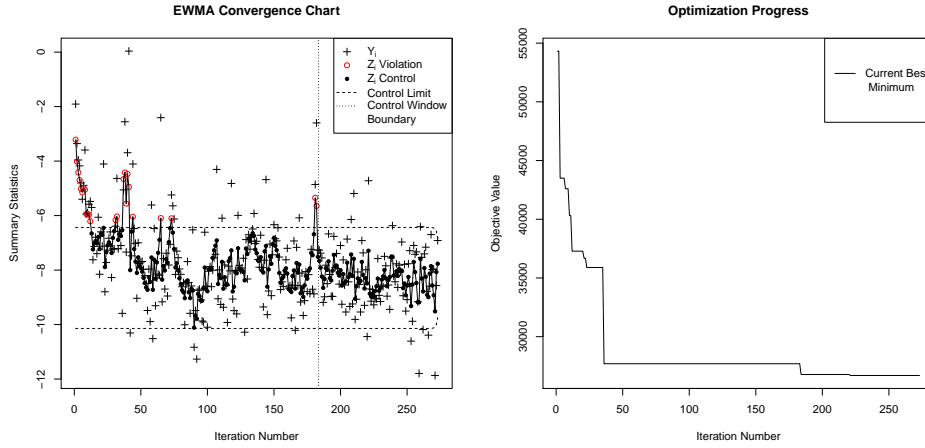 EWMA Convergence Chart
Summary Statistics
0
−2
−4
−6
−8
−10
−12
Yi
Zi Violation
Zi Control
Control Limit
Control Window
Boundary
0
50
100
150
200
250
Iteration Number
Optimization Progress
Objective Value
55000
50000
45000
40000
35000
30000
Current Bes
Minimum
0
50
100
150
200
250
Iteration Number